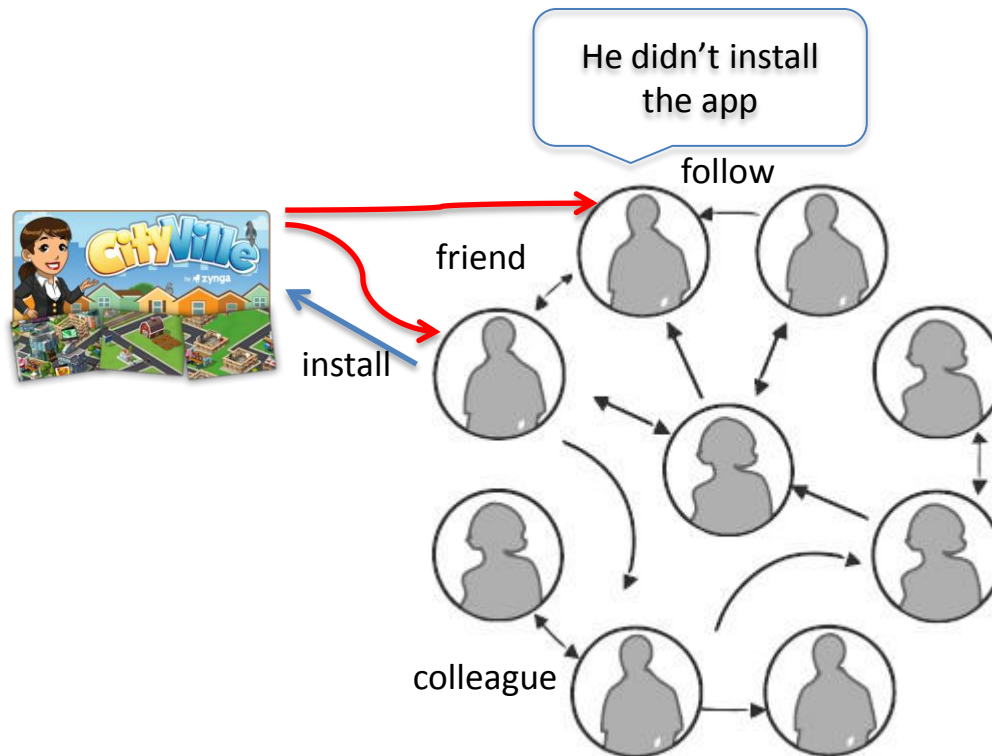 He didn’t install
the app
follow
CityVille
by zynga
friend
install
colleague